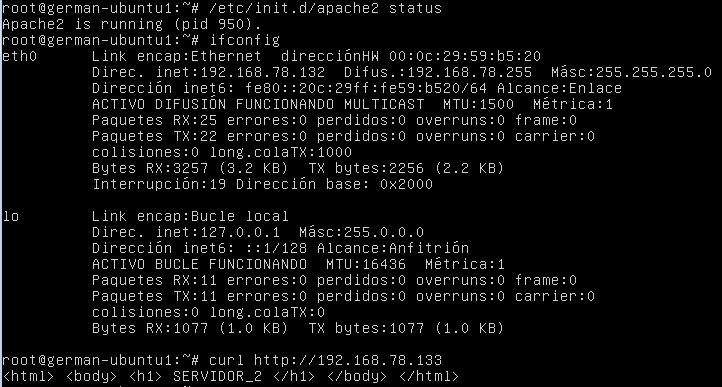 root@german-ubuntu1:~# /etc/init.d/apache2 status
Apache2 is running (pid 950).
root@german-ubuntu1:~# ifconfig
eth0      Link encap:Ethernet  direcciónHW 00:0c:29:59:b5:20
          Direc. inet:192.168.78.132  Difus.:192.168.78.255  Másc:255.255.255.0
          Dirección inet6: fe80::20c:29ff:fe59:b520/64 Alcance:Enlace
          ACTIVO DIFUSIÓN FUNCIONANDO MULTICAST  MTU:1500  Métrica:1
          Paquetes RX:25 errores:0 perdidos:0 overruns:0 frame:0
          Paquetes TX:22 errores:0 perdidos:0 overruns:0 carrier:0
          colisiones:0 long.colaTX:1000
          Bytes RX:3257 (3.2 KB)  TX bytes:2256 (2.2 KB)
          Interrupción:19 Dirección base: 0x2000
lo        Link encap:Bucle local
          Direc. inet:127.0.0.1  Másc:255.0.0.0
          Dirección inet6: ::1/128 Alcance:Anfitrión
          ACTIVO BUCLE FUNCIONANDO  MTU:16436  Métrica:1
          Paquetes RX:11 errores:0 perdidos:0 overruns:0 frame:0
          Paquetes TX:11 errores:0 perdidos:0 overruns:0 carrier:0
          colisiones:0 long.colaTX:0
          Bytes RX:1077 (1.0 KB)  TX bytes:1077 (1.0 KB)
root@german-ubuntu1:~# curl http://192.168.78.133
<html> <body> <h1> SERVIDOR_2 </h1> </body> </html>